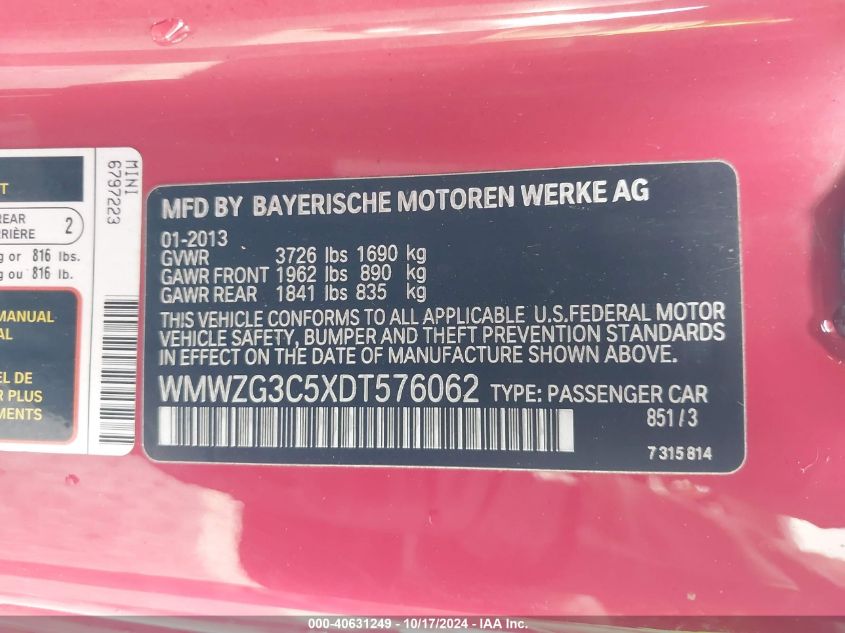 T
REAR
RRIÈRE
2
g or 816 lbs.
g ou 816 lb.
MANUAL
AL
EL DE
R PLUS
MENTS
MINI
6797223
MFD BY BAYERISCHE MOTOREN WERKE AG
01-2013
GVWR 3726 lbs 1690 kg
GAWR FRONT 1962 lbs 890 kg
GAWR REAR 1841 lbs 835 kg
THIS VEHICLE CONFORMS TO ALL APPLICABLE U.S.FEDERAL MOTOR
VEHICLE SAFETY, BUMPER AND THEFT PREVENTION STANDARDS
IN EFFECT ON THE DATE OF MANUFACTURE SHOWN ABOVE.
WMWZG3C5XDT576062 TYPE: PASSENGER CAR
851/3
7315814
000-40631249 - 10/17/2024 - IAA Inc.